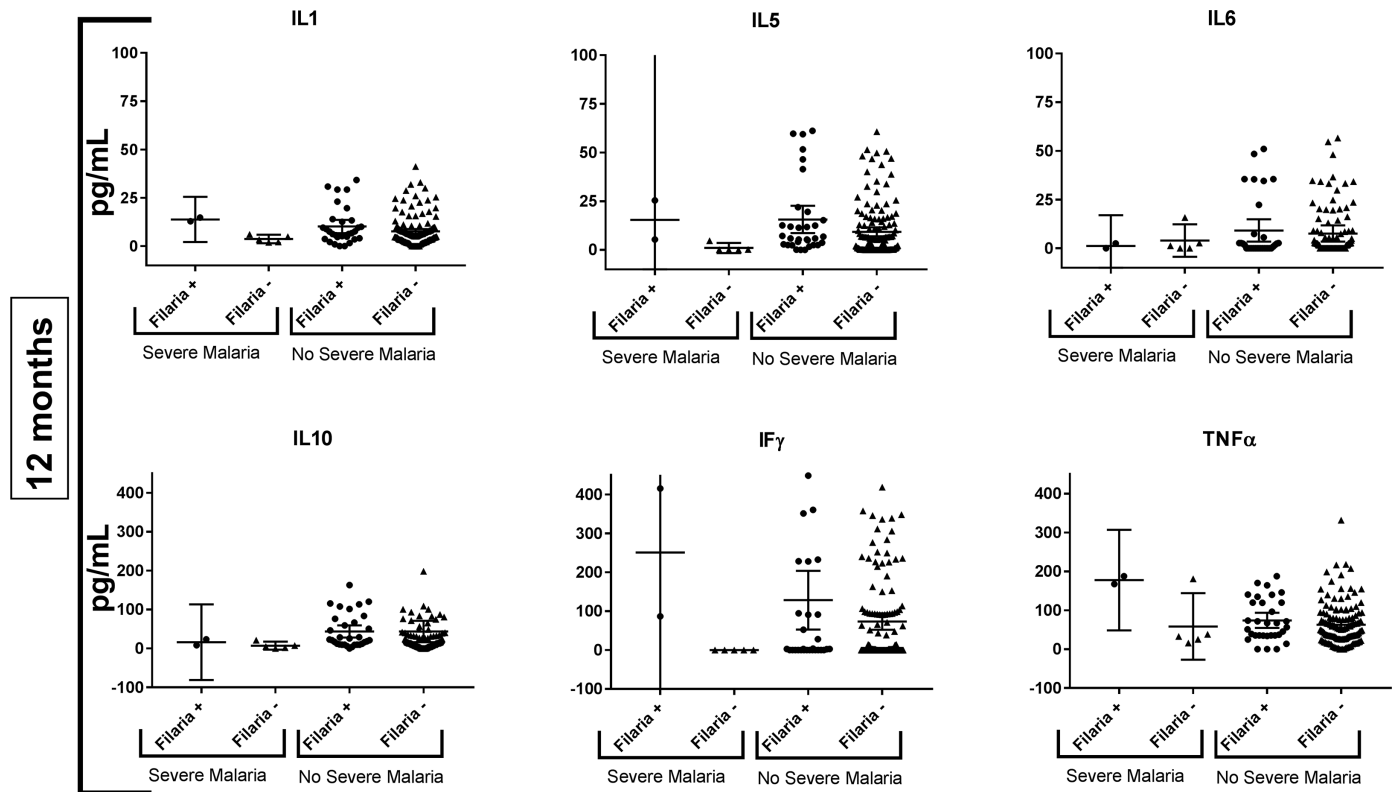 12 months
IL1
pg/mL
100
75
50
25
0
Filaria +
Filaria -
Filaria +
Filaria -
Severe Malaria
No Severe Malaria
IL5
100
75
50
25
0
Filaria +
Filaria -
Filaria +
Filaria -
Severe Malaria
No Severe Malaria
IL6
100
75
50
25
0
Filaria +
Filaria -
Filaria +
Filaria -
Severe Malaria
No Severe Malaria
IL10
pg/mL
400
300
200
100
0
-100
Filaria +
Filaria -
Filaria +
Filaria -
Severe Malaria
No Severe Malaria
IFγ
400
300
200
100
0
-100
Filaria +
Filaria -
Filaria +
Filaria -
Severe Malaria
No Severe Malaria
TNFα
400
300
200
100
0
-100
Filaria +
Filaria -
Filaria +
Filaria -
Severe Malaria
No Severe Malaria